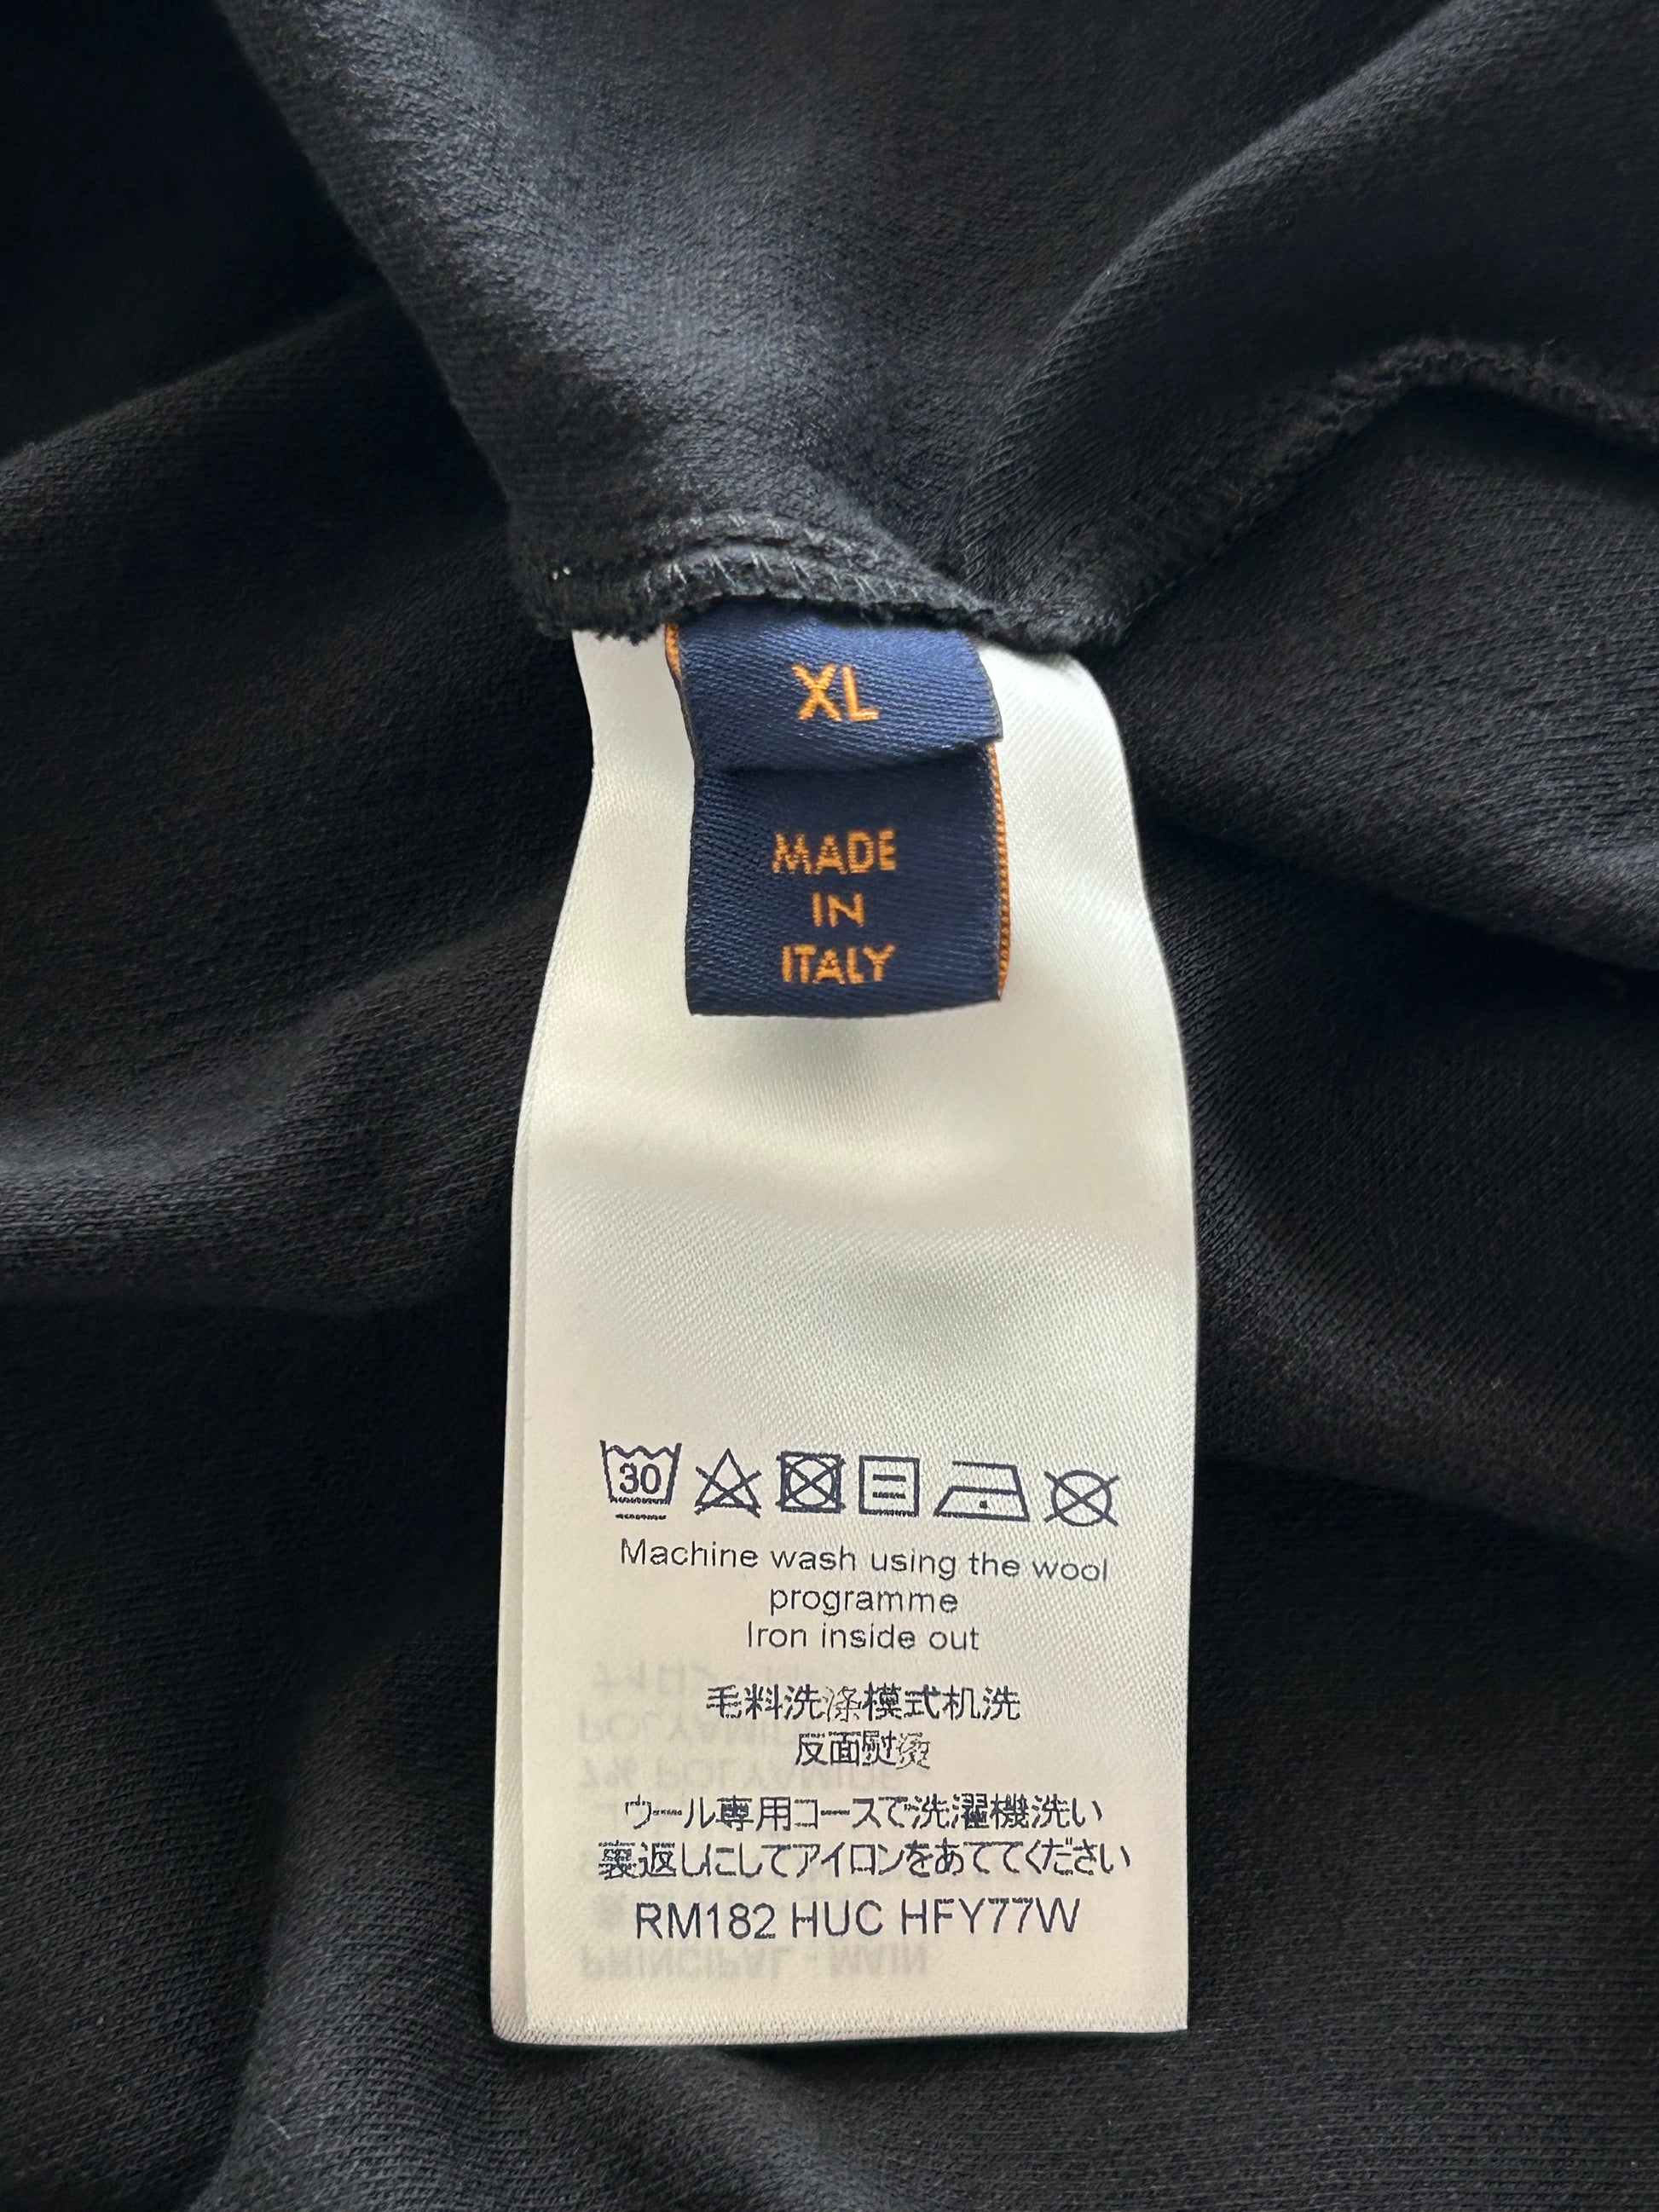 XL
MADE
IN
ITALY
30
Machine wash using the wool
programme
Iron inside out
毛料洗涤模式机洗
反面熨烫
ウール専用コースで洗濯機洗い
裏返しにしてアイロンをあててください
RM182 HUC HFY77W